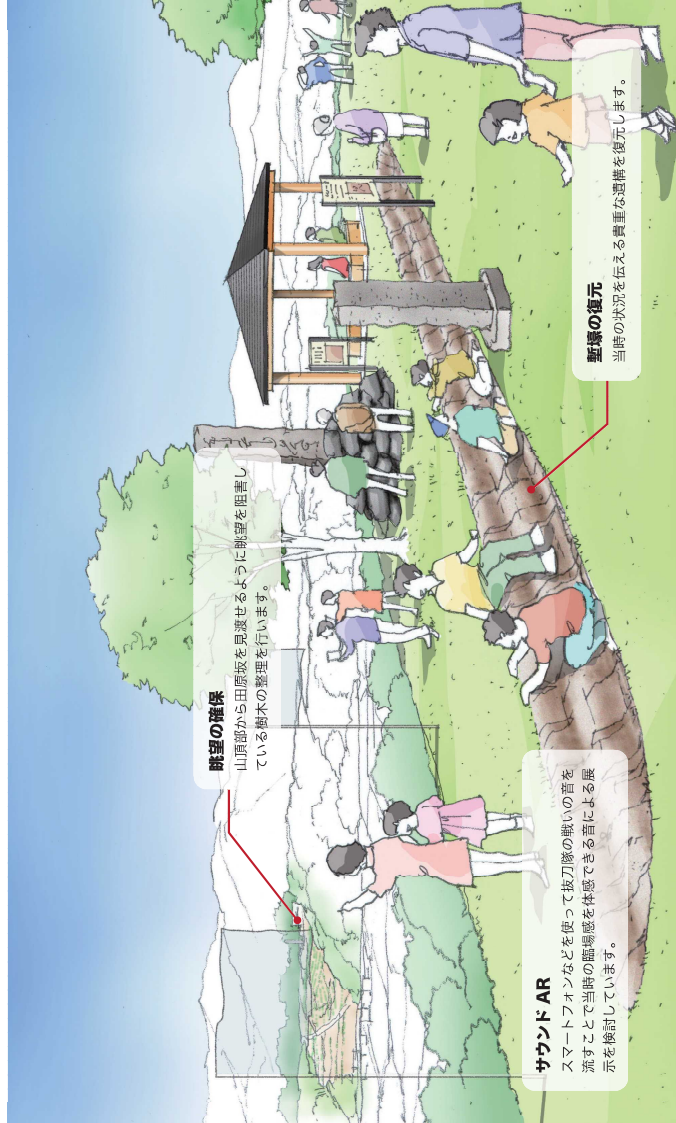 眺望の確保
山頂部から田原坂を見渡せるように眺望を阻害し
ている樹木の整理を行います。
サウンド AR
スマートフォンなどを使って抜刀隊の戦いの音を
流すことで当時の臨場感を体感できる音による展
示を検討しています。
塹壕の復元
当時の状況を伝える貴重な遺構を復元します。